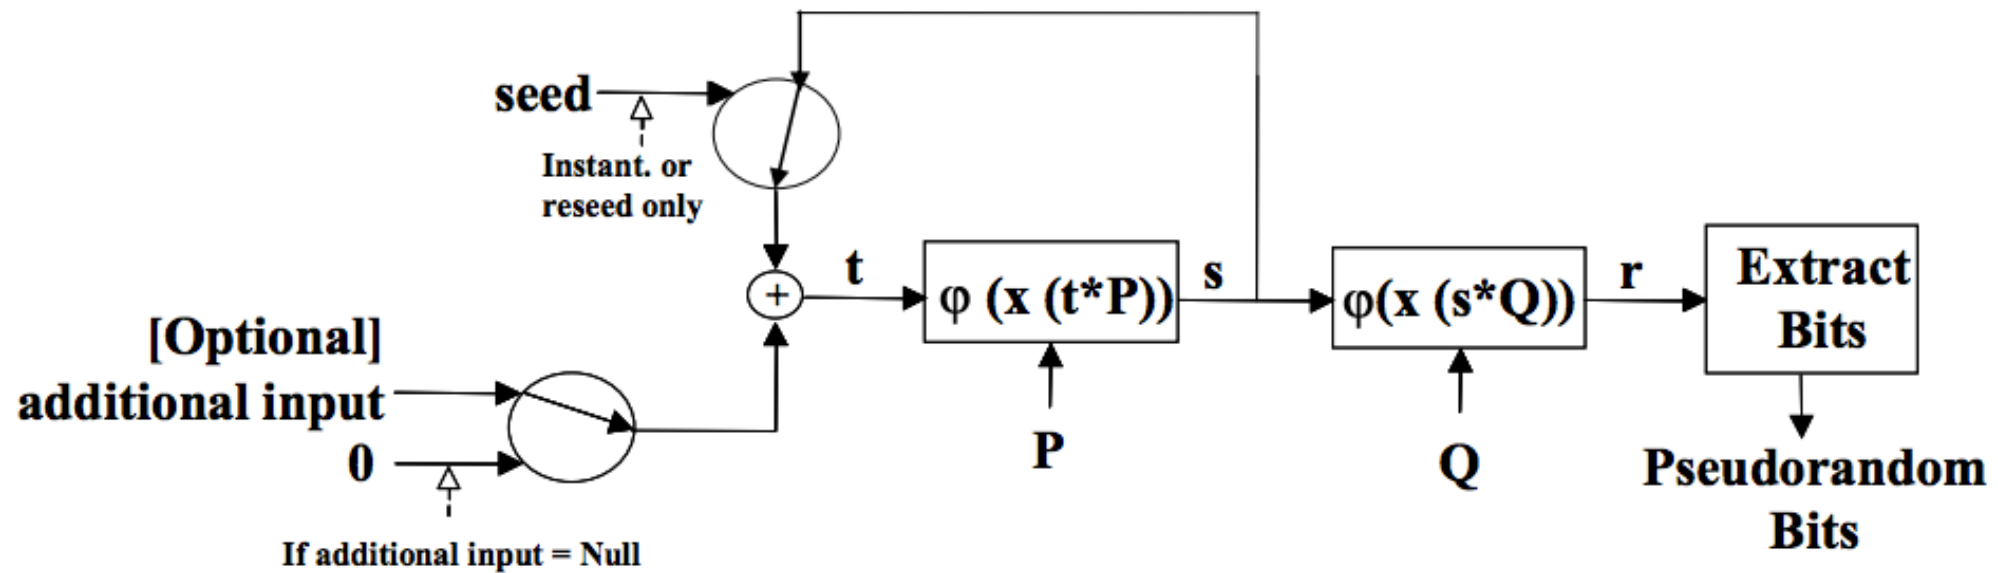 seed
Instant. or
reseed only
t
φ (x (t*P))
s
φ(x (s*Q))
r
Extract
Bits
+
[Optional]
additional input
0
P
Q
Pseudorandom
Bits
If additional input = Null